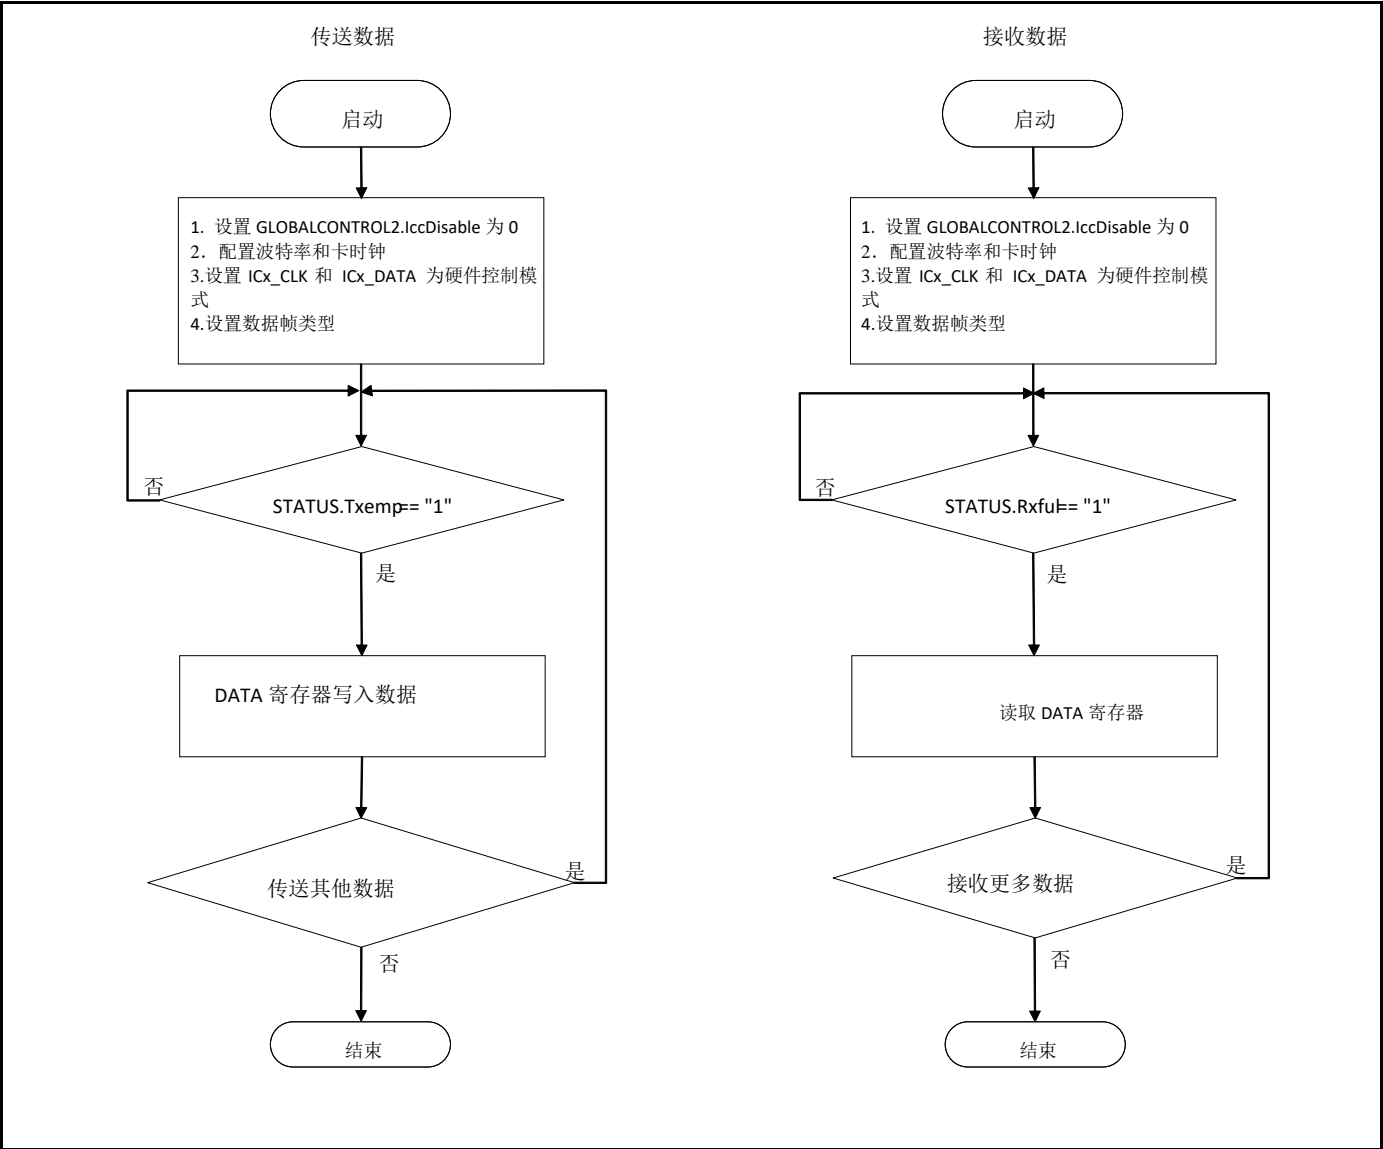 传送数据
启动
1. 设置 GLOBALCONTROL2.IccDisable 为 0
2. 配置波特率和卡时钟
3.设置 ICx_CLK 和 ICx_DATA 为硬件控制模
式
4.设置数据帧类型
否
STATUS.Txemp== "1"
是
DATA 寄存器写入数据
传送其他数据
是
否
结束
接收数据
启动
1. 设置 GLOBALCONTROL2.IccDisable 为 0
2. 配置波特率和卡时钟
3.设置 ICx_CLK 和 ICx_DATA 为硬件控制模
式
4.设置数据帧类型
否
STATUS.Rxful== "1"
是
读取 DATA 寄存器
接收更多数据
是
否
结束